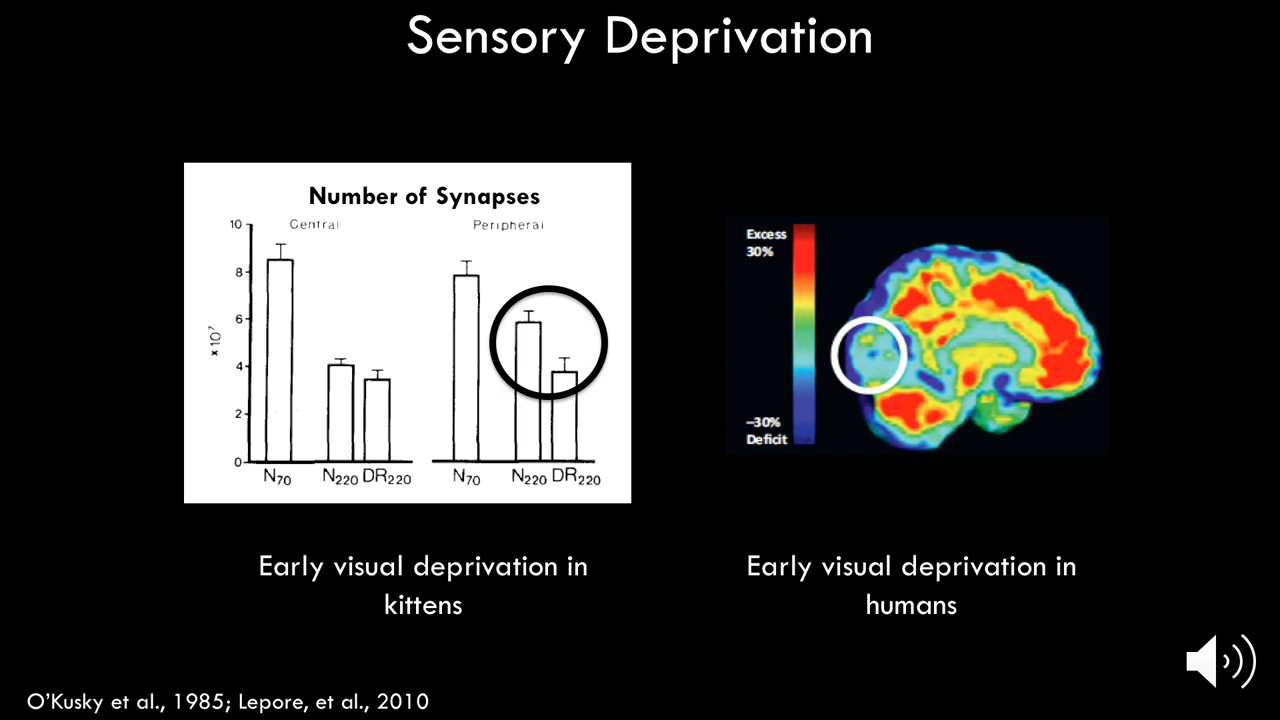 Sensory Deprivation
Number of Synapses
Central
Peripheral
10
8
6
4
2
0
x 10⁷
N₇₀
N₂₂₀
DR₂₂₀
N₇₀
N₂₂₀
DR₂₂₀
Excess
30%
–30%
Deficit
Early visual deprivation in
kittens
Early visual deprivation in
humans
O’Kusky et al., 1985; Lepore, et al., 2010